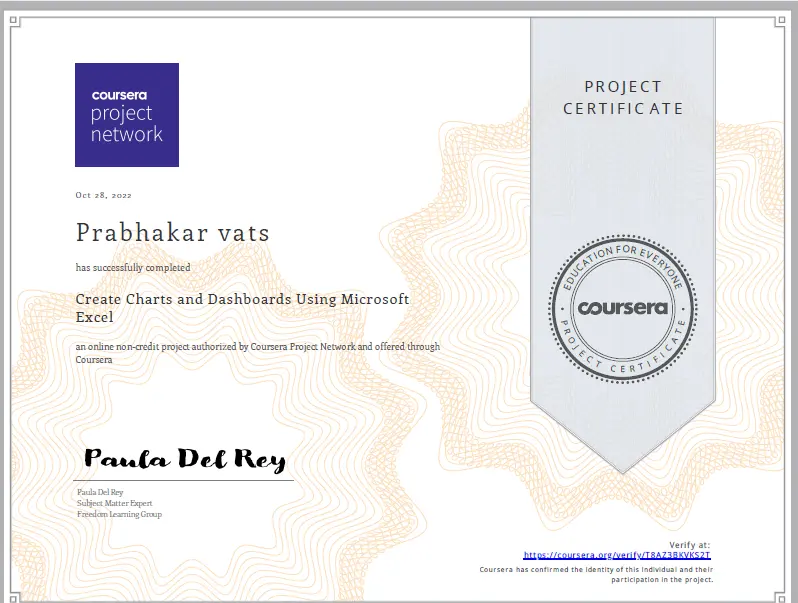 coursera
project
network
PROJECT
CERTIFICATE
Oct 28, 2022
Prabhakar vats
has successfully completed
Create Charts and Dashboards Using Microsoft
Excel
an online non-credit project authorized by Coursera Project Network and offered through
Coursera
EDUCATION FOR EVERYONE
coursera
PROJECT CERTIFICATE
Paula Del Rey
Paula Del Rey
Subject Matter Expert
Freedom Learning Group
Verify at:
https://coursera.org/verify/T8AZ3BKVKS2T
Coursera has confirmed the identity of this individual and their
participation in the project.